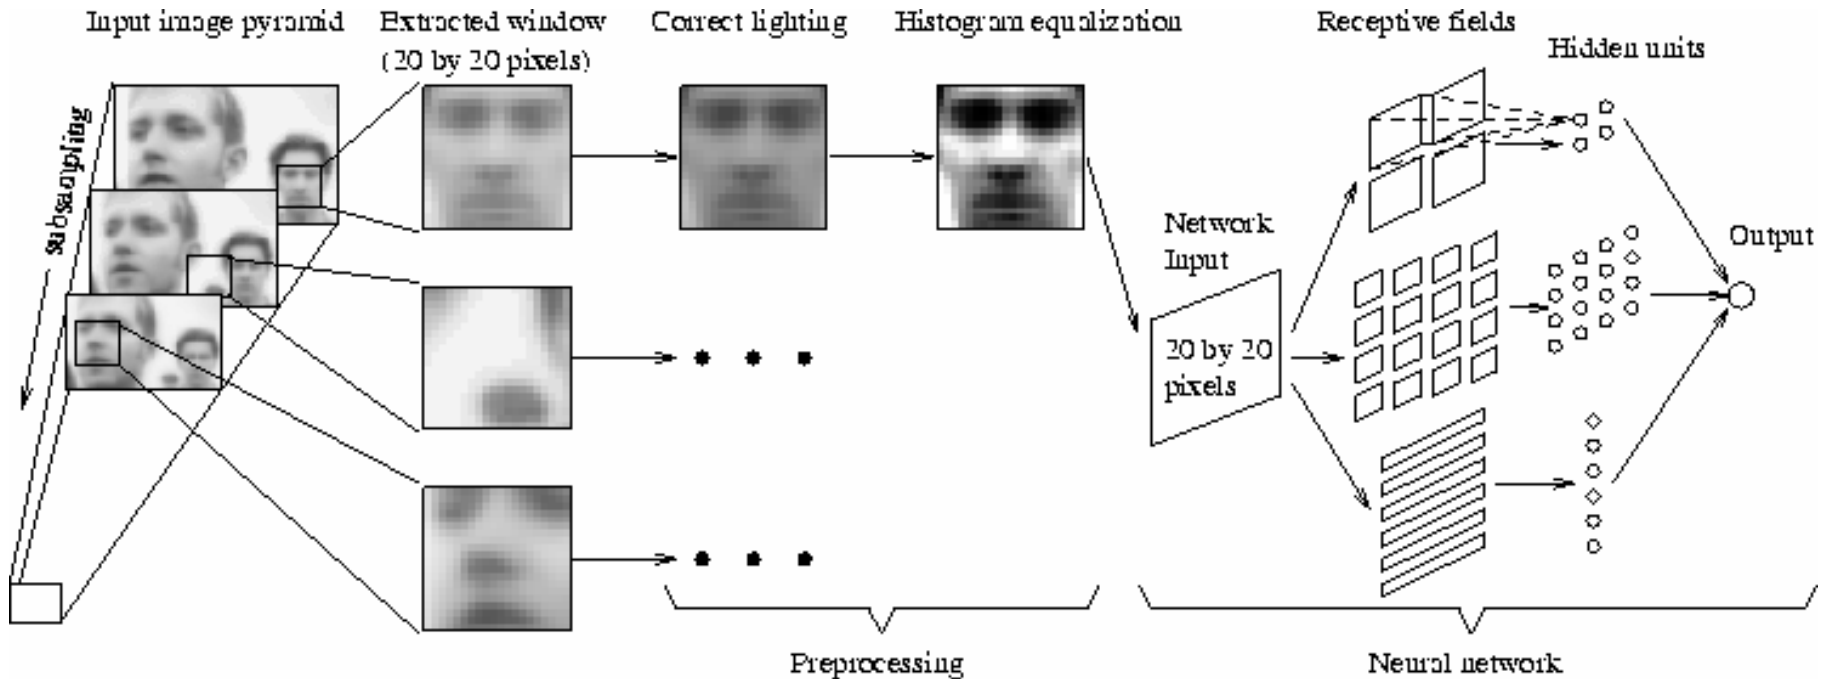 Input image pyramid
Extracted window
(20 by 20 pixels)
Correct lighting
Histogram equalization
Receptive fields
Hidden units
subsampling
Network
Input
20 by 20
pixels
Output
Preprocessing
Neural network